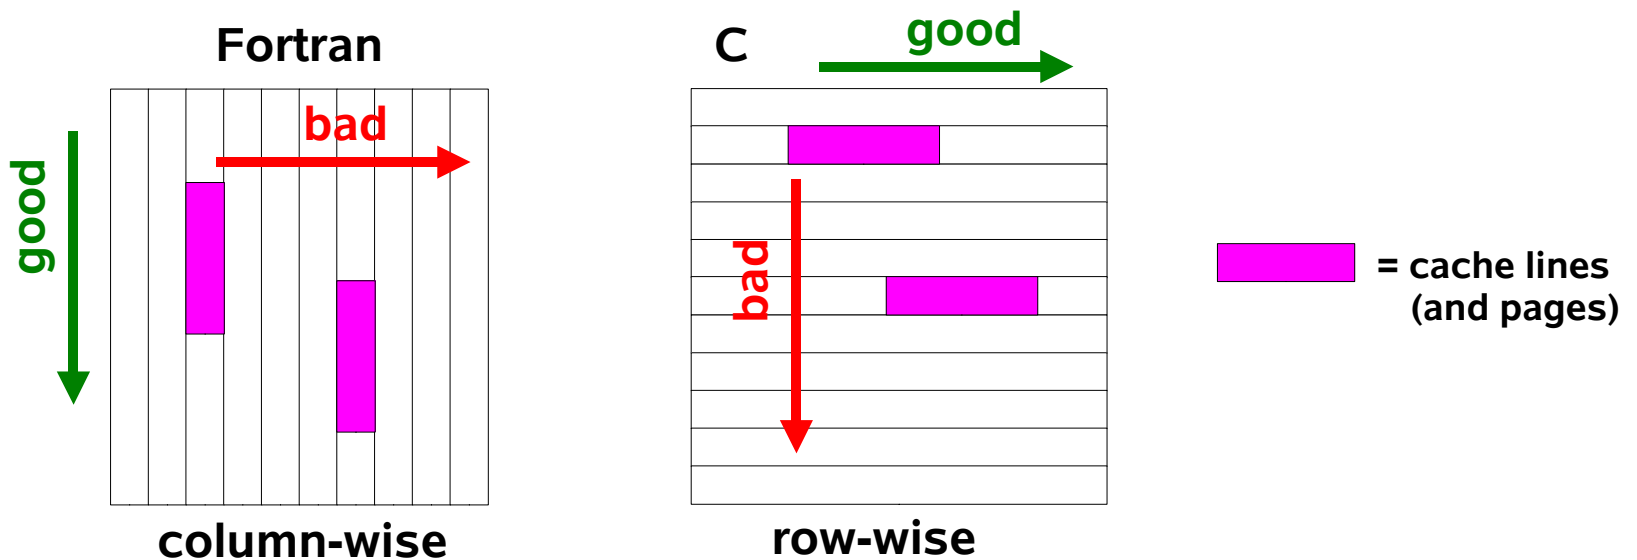 Fortran
good
bad
column-wise
C
good
bad
row-wise
= cache lines
(and pages)